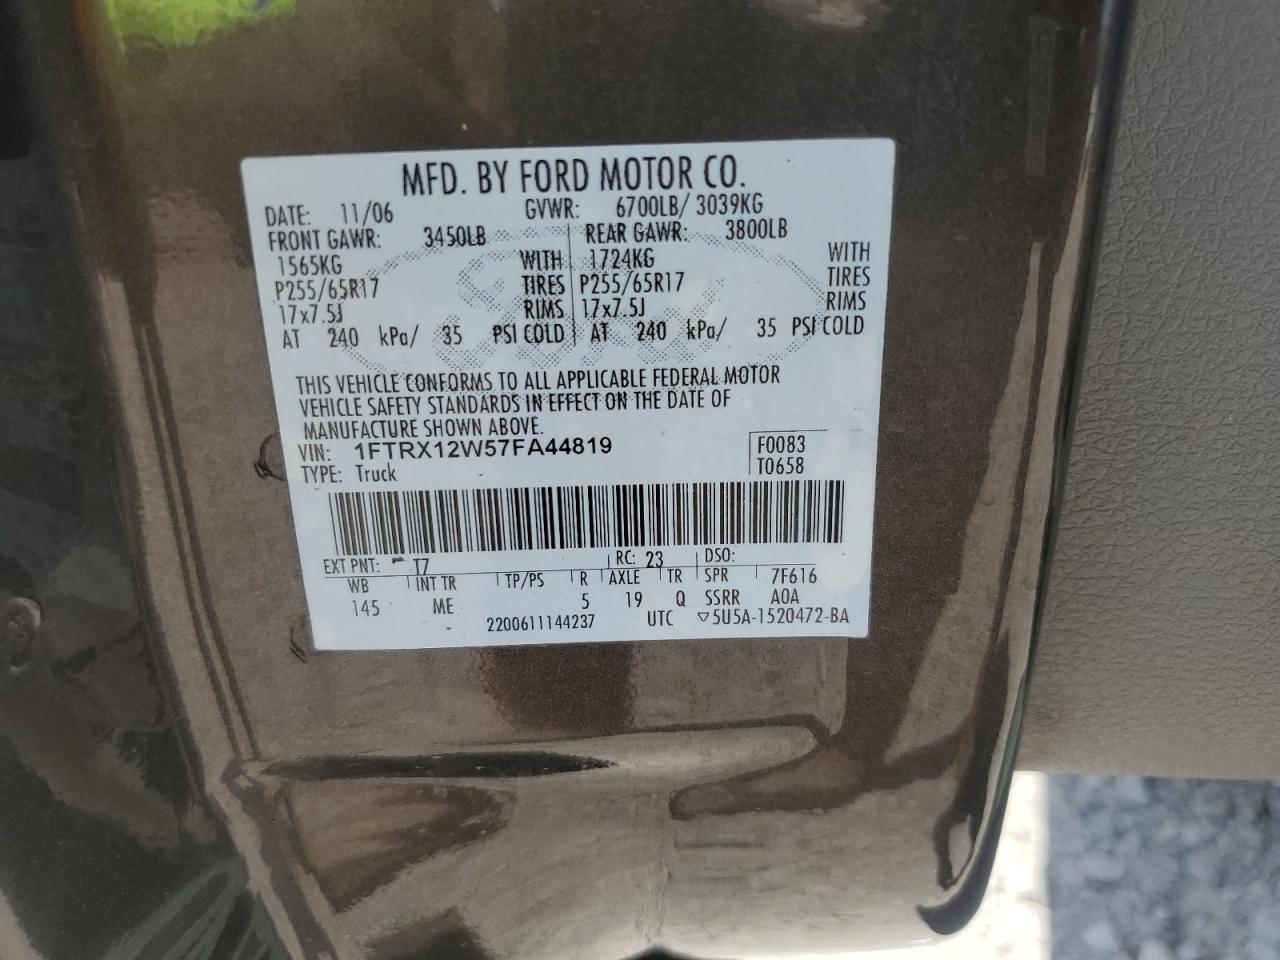 MFD. BY FORD MOTOR CO.
DATE: 11/06 GVWR: 6700LB/ 3039KG
FRONT GAWR: 3450LB REAR GAWR: 3800LB
1565KG WITH 1724KG WITH
P255/65R17 TIRES P255/65R17 TIRES
17x7.5J RIMS 17x7.5J RIMS
AT 240 kPa/ 35 PSI COLD AT 240 kPa/ 35 PSI COLD
THIS VEHICLE CONFORMS TO ALL APPLICABLE FEDERAL MOTOR
VEHICLE SAFETY STANDARDS IN EFFECT ON THE DATE OF
MANUFACTURE SHOWN ABOVE.
VIN: 1FTRX12W57FA44819 F0083
TYPE: Truck T0658
EXT PNT: T7 RC: 23 DSO:
WB INT TR TP/PS R AXLE TR SPR 7F616
145 ME 5 19 Q SSRR A0A
2200611144237 UTC ▽5U5A-1520472-BA